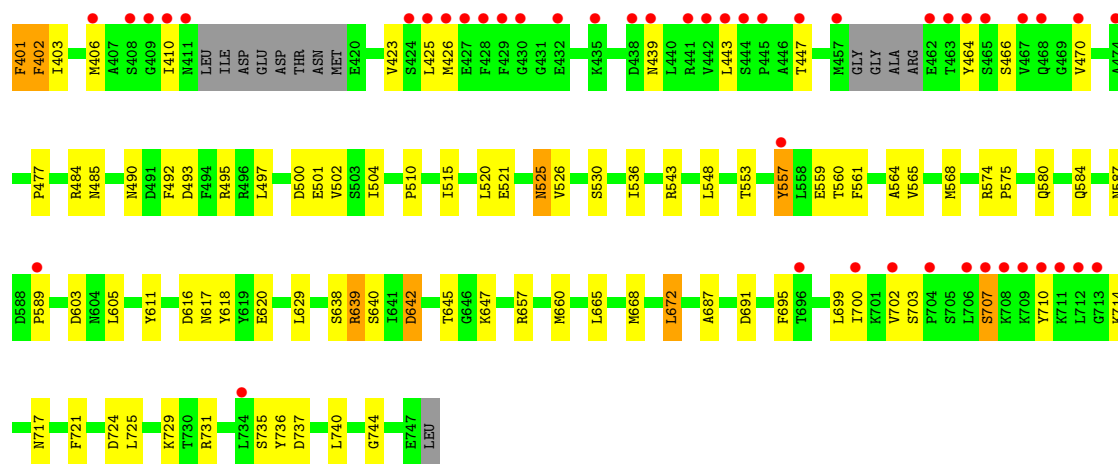 F401 F402 I403 M406 A407 S408 G409 I410 N411 LEU ILE ASP GLU ASP THR ASN MET E420 V423 S424 L425 M426 E427 F428 F429 G430 G431 E432 K435 D438 N439 L440 R441 V442 L443 S444 P445 A446 T447 M457 GLY GLY ALA ARG E462 T463 Y464 S465 S466 V467 Q468 G469 V470 A474
P477 R484 N485 N490 D491 F492 D493 F494 R495 R496 L497 D500 E501 V502 S503 I504 P510 I515 L520 E521 N525 V526 S530 I536 R543 L548 T553 Y557 L558 E559 T560 F561 A564 V565 M568 R574 P575 Q580 Q584 N587
D588 P589 D603 N604 L605 Y611 D616 N617 Y618 Y619 E620 L629 S638 R639 S640 I641 D642 T645 G646 K647 R657 M660 L665 M668 L672 A687 D691 F695 T696 L699 I700 K701 V702 S703 P704 S705 L706 S707 K708 K709 Y710 K711 L712 G713 K714
N717 F721 D724 L725 K729 T730 R731 L734 S735 Y736 D737 L740 G744 E747 LEU